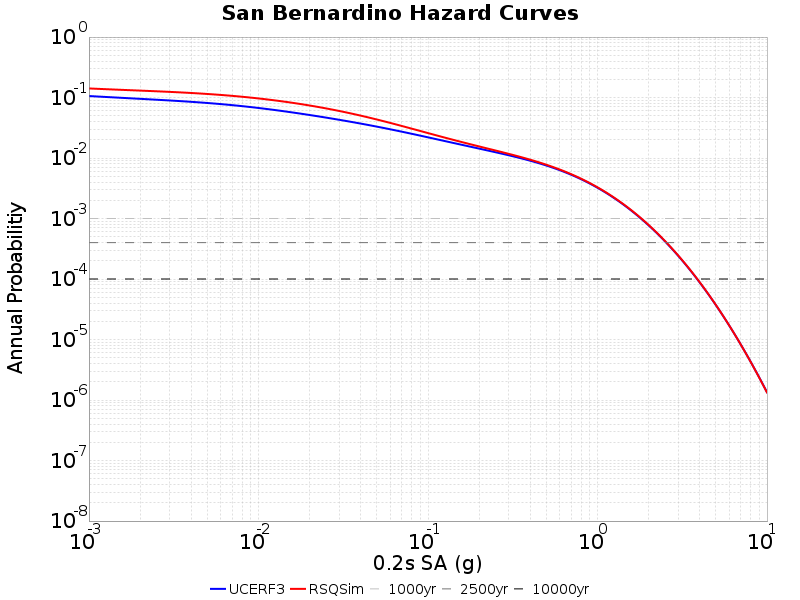 San Bernardino Hazard Curves
Annual Probabilitiy
10^0
10^-1
10^-2
10^-3
10^-4
10^-5
10^-6
10^-7
10^-8
10^-3 10^-2 10^-1 10^0 10^1
0.2s SA (g)
UCERF3 RSQSim 1000yr 2500yr 10000yr